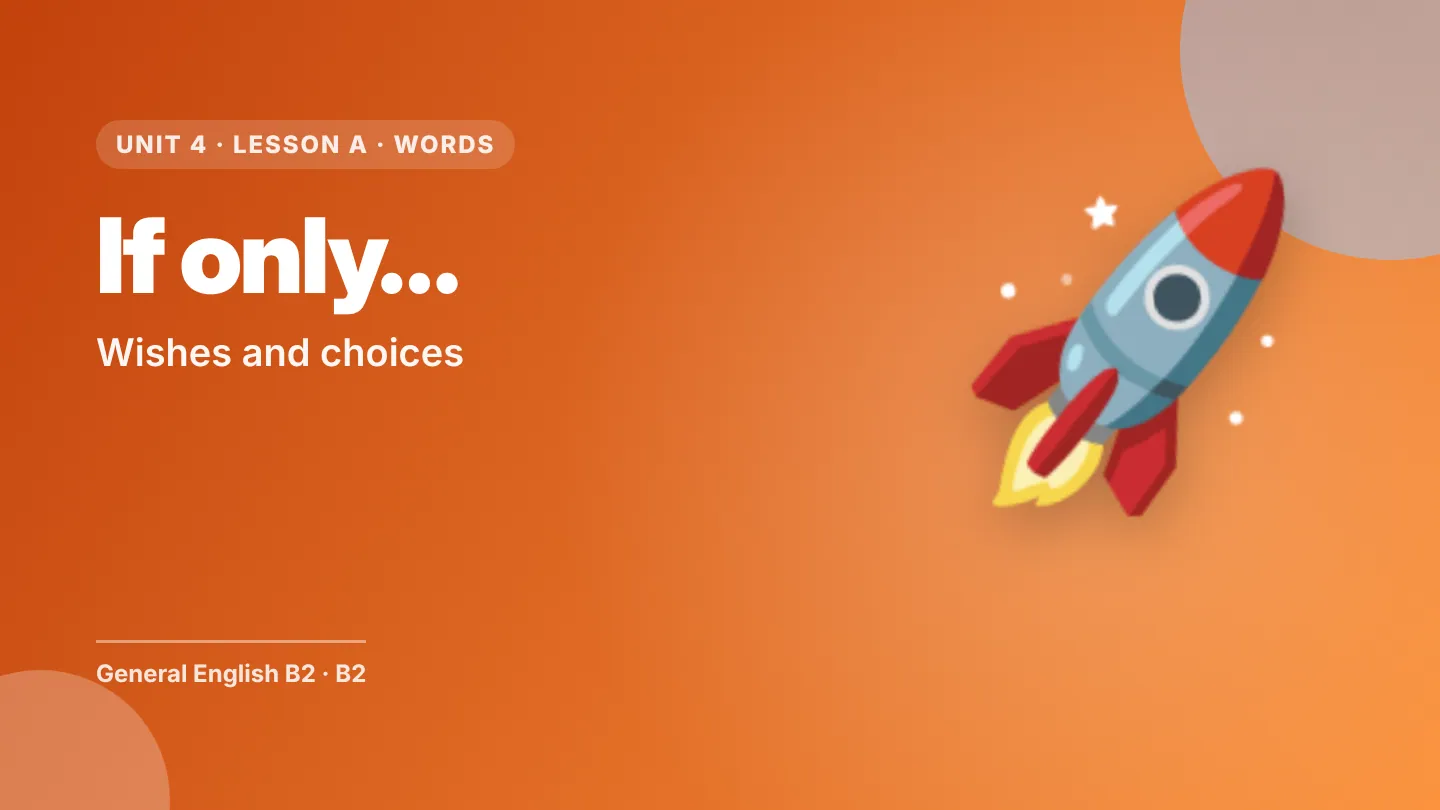 UNIT 4 · LESSON A · WORDS
If only...
Wishes and choices
General English B2 · B2